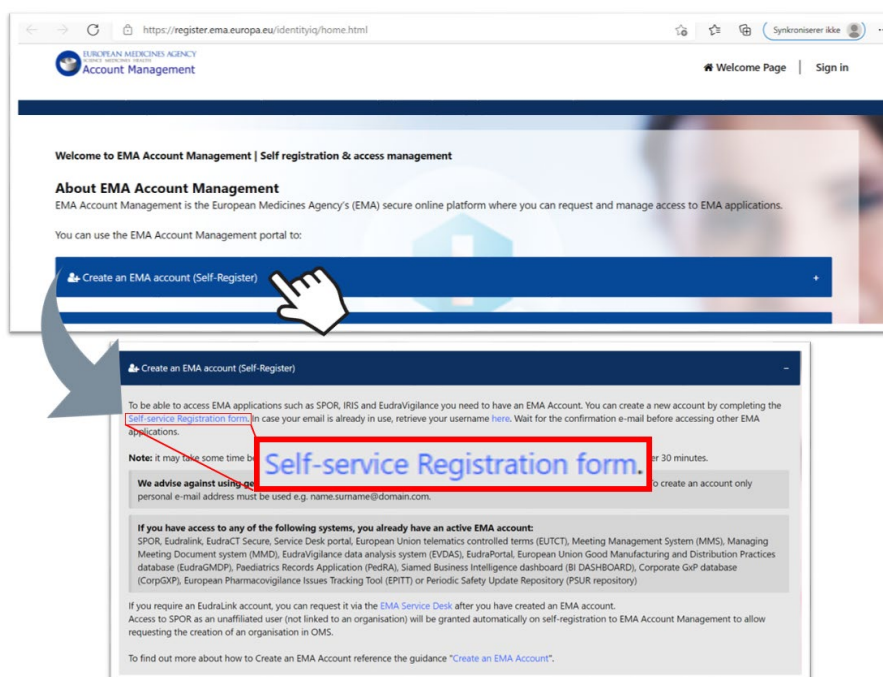 https://register.ema.europa.eu/identityiq/home.html
Synkroniserer ikke
EUROPEAN MEDICINES AGENCY
SCIENCE MEDICINES HEALTH
Account Management
Welcome Page | Sign in
Welcome to EMA Account Management | Self registration & access management
About EMA Account Management
EMA Account Management is the European Medicines Agency's (EMA) secure online platform where you can request and manage access to EMA applications.
You can use the EMA Account Management portal to:
Create an EMA account (Self-Register) +
Create an EMA account (Self-Register) -
To be able to access EMA applications such as SPOR, IRIS and EudraVigilance you need to have an EMA Account. You can create a new account by completing the
Self-service Registration form. In case your email is already in use, retrieve your username here. Wait for the confirmation e-mail before accessing other EMA
applications.
Self-service Registration form.
Note: it may take some time be
er 30 minutes.
We advise against using ge
o create an account only
personal e-mail address must be used e.g. name.surname@domain.com.
If you have access to any of the following systems, you already have an active EMA account:
SPOR, Eudralink, EudraCT Secure, Service Desk portal, European Union telematics controlled terms (EUTCT), Meeting Management System (MMS), Managing
Meeting Document system (MMD), EudraVigilance data analysis system (EVDAS), EudraPortal, European Union Good Manufacturing and Distribution Practices
database (EudraGMDP), Paediatrics Records Application (PedRA), Siamed Business Intelligence dashboard (BI DASHBOARD), Corporate GxP database
(CorpGXP), European Pharmacovigilance Issues Tracking Tool (EPITT) or Periodic Safety Update Repository (PSUR repository)
If you require an EudraLink account, you can request it via the EMA Service Desk after you have created an EMA account.
Access to SPOR as an unaffiliated user (not linked to an organisation) will be granted automatically on self-registration to EMA Account Management to allow
requesting the creation of an organisation in OMS.
To find out more about how to Create an EMA Account reference the guidance "Create an EMA Account".